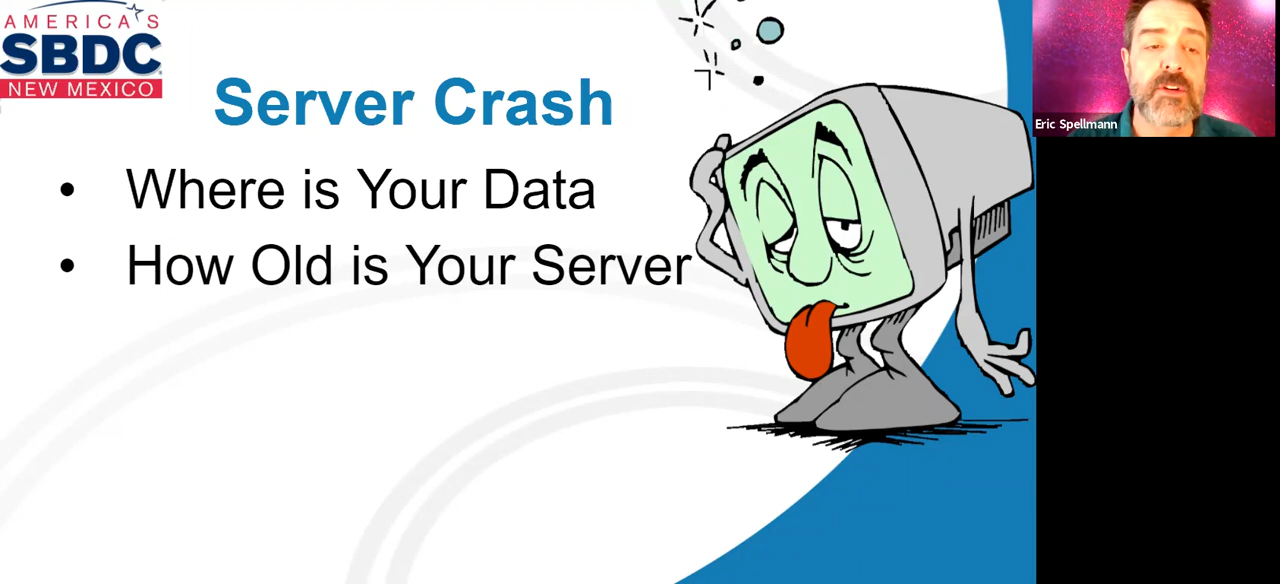 AMERICA'S
SBDC
NEW MEXICO
Server Crash
• Where is Your Data
• How Old is Your Server
Eric Spellmann